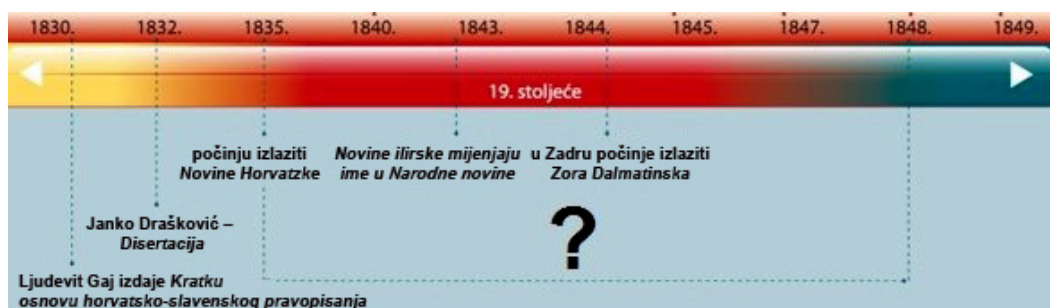 1830. 1832. 1835. 1840. 1843. 1844. 1845. 1847. 1848. 1849.
19. stoljeće
počinju izlaziti
Novine Horvatzke
Novine ilirske mijenjaju
ime u Narodne novine
u Zadru počinje izlaziti
Zora Dalmatinska
Janko Drašković –
Disertacija
?
Ljudevit Gaj izdaje Kratku
osnovu horvatsko-slavenskog pravopisanja